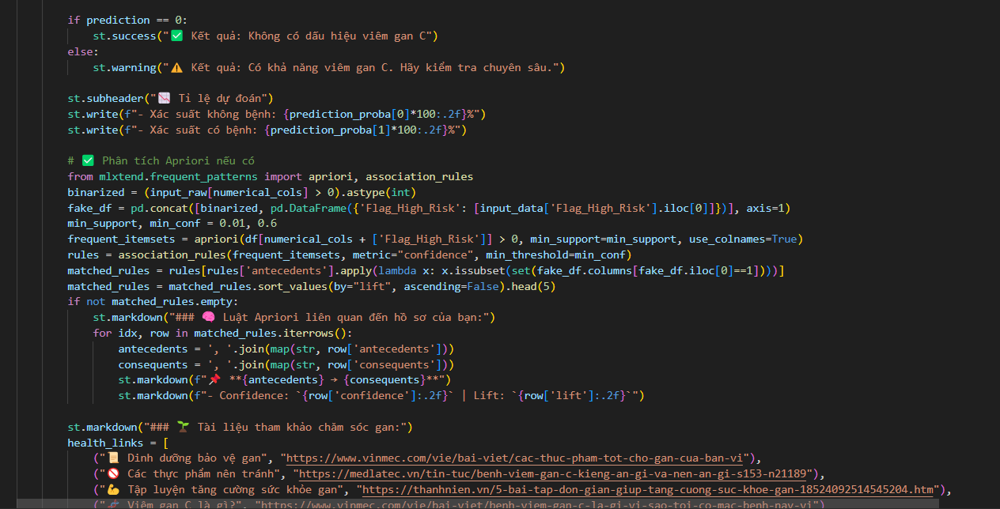 if prediction == 0:
st.success("✅ Kết quả: Không có dấu hiệu viêm gan C")
else:
st.warning("⚠️ Kết quả: Có khả năng viêm gan C. Hãy kiểm tra chuyên sâu.")
st.subheader("📉 Tỉ lệ dự đoán")
st.write(f"- Xác suất không bệnh: {prediction_proba[0]*100:.2f}%")
st.write(f"- Xác suất có bệnh: {prediction_proba[1]*100:.2f}%")
# ✅ Phân tích Apriori nếu có
from mlxtend.frequent_patterns import apriori, association_rules
binarized = (input_raw[numerical_cols] > 0).astype(int)
fake_df = pd.concat([binarized, pd.DataFrame({'Flag_High_Risk': [input_data['Flag_High_Risk'].iloc[0]]})], axis=1)
min_support, min_conf = 0.01, 0.6
frequent_itemsets = apriori(df[numerical_cols + ['Flag_High_Risk']] > 0, min_support=min_support, use_colnames=True)
rules = association_rules(frequent_itemsets, metric="confidence", min_threshold=min_conf)
matched_rules = rules[rules['antecedents'].apply(lambda x: x.issubset(set(fake_df.columns[fake_df.iloc[0]==1])))]
matched_rules = matched_rules.sort_values(by="lift", ascending=False).head(5)
if not matched_rules.empty:
st.markdown("### 🧠 Luật Apriori liên quan đến hồ sơ của bạn:")
for idx, row in matched_rules.iterrows():
antecedents = ', '.join(map(str, row['antecedents']))
consequents = ', '.join(map(str, row['consequents']))
st.markdown(f"📌 **{antecedents} → {consequents}**")
st.markdown(f"- Confidence: `{row['confidence']:.2f}` | Lift: `{row['lift']:.2f}`")
st.markdown("### 🌱 Tài liệu tham khảo chăm sóc gan:")
health_links = [
("📜 Dinh dưỡng bảo vệ gan", "https://www.vinmec.com/vie/bai-viet/cac-thuc-pham-tot-cho-gan-cua-ban-vi"),
("🚫 Các thực phẩm nên tránh", "https://medlatec.vn/tin-tuc/benh-viem-gan-c-kieng-an-gi-va-nen-an-gi-s153-n21189"),
("💪 Tập luyện tăng cường sức khỏe gan", "https://thanhnien.vn/5-bai-tap-don-gian-giup-tang-cuong-suc-khoe-gan-18524092514545204.htm"),
("🧬 Viêm gan C là gì?", "https://www.vinmec.com/vie/bai-viet/benh-viem-gan-c-la-gi-vi-sao-toi-co-mac-benh-nay-vi")